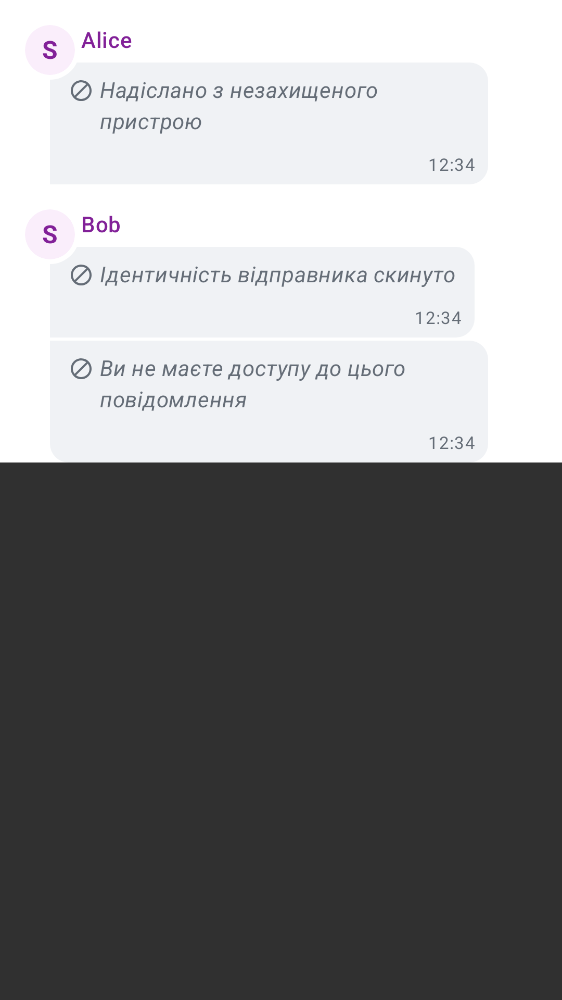 S
Alice
Надіслано з незахищеного
пристрою
12:34
S
Bob
Ідентичність відправника скинуто
12:34
Ви не маєте доступу до цього
повідомлення
12:34